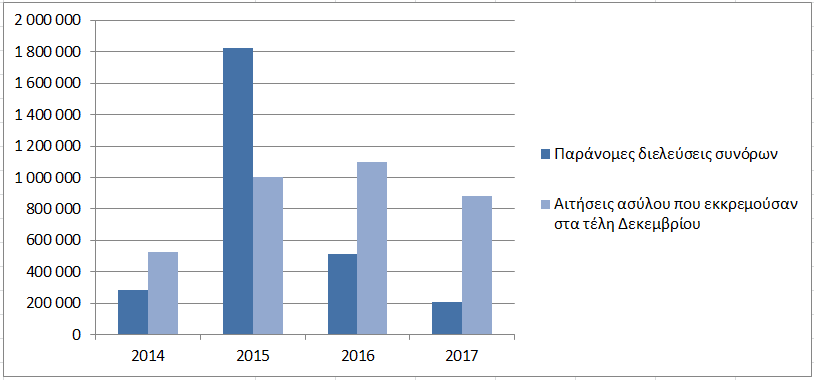 2 000 000
1 800 000
1 600 000
1 400 000
1 200 000
1 000 000
800 000
600 000
400 000
200 000
0
2014
2015
2016
2017
Παράνομες διελεύσεις συνόρων
Αιτήσεις ασύλου που εκκρεμούσαν
στα τέλη Δεκεμβρίου